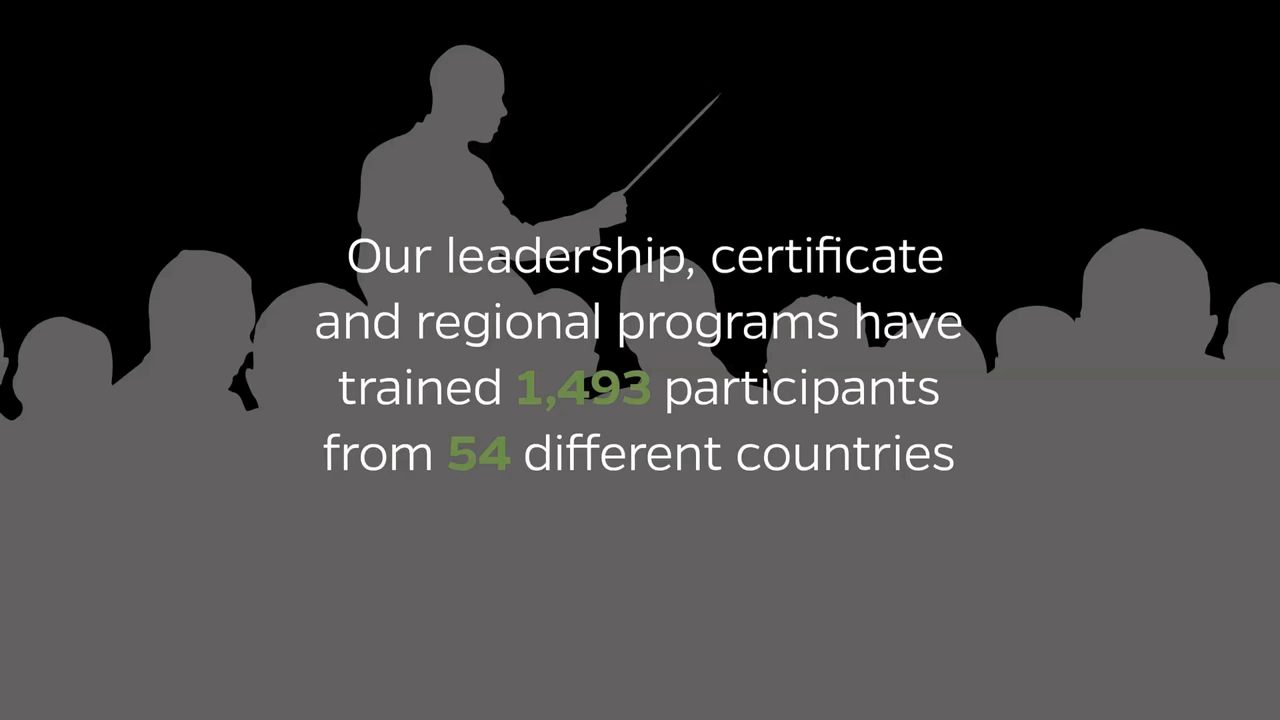 Our leadership, certificate
and regional programs have
trained 1,493 participants
from 54 different countries